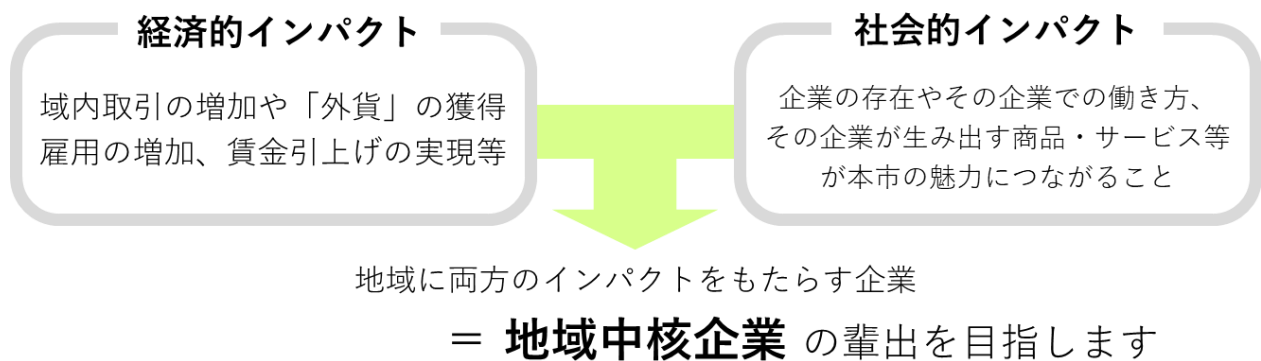 経済的インパクト
域内取引の増加や「外貨」の獲得
雇用の増加、賃金引上げの実現等
社会的インパクト
企業の存在やその企業での働き方、
その企業が生み出す商品・サービス等
が本市の魅力につながること
地域に両方のインパクトをもたらす企業
＝ 地域中核企業 の輩出を目指します